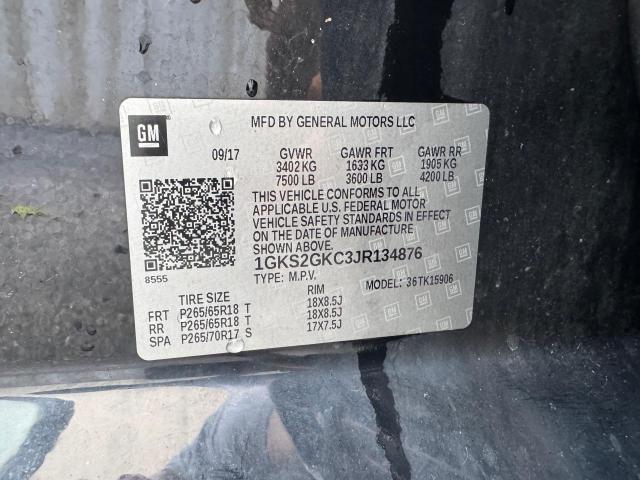 GM
MFD BY GENERAL MOTORS LLC
09/17 GVWR GAWR FRT GAWR RR
3402 KG 1633 KG 1905 KG
7500 LB 3600 LB 4200 LB
THIS VEHICLE CONFORMS TO ALL
APPLICABLE U.S. FEDERAL MOTOR
VEHICLE SAFETY STANDARDS IN EFFECT
ON THE DATE OF MANUFACTURE
SHOWN ABOVE.
8555
1GKS2GKC3JR134876
TYPE: M.P.V. MODEL: 36TK15906
TIRE SIZE RIM
FRT P265/65R18 T 18X8.5J
RR P265/65R18 T 18X8.5J
SPA P265/70R17 S 17X7.5J